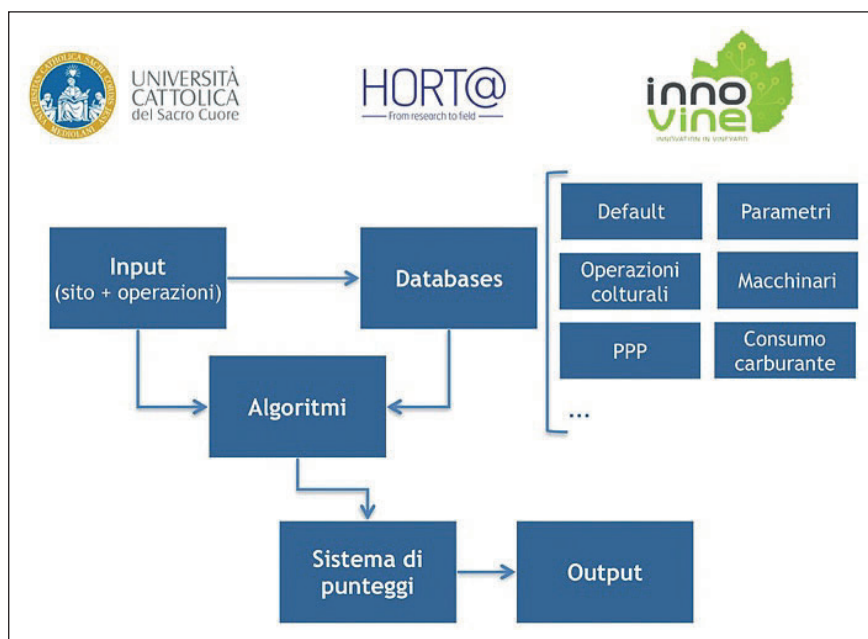 UNIVERSITÀ
CATTOLICA
del Sacro Cuore
HORT@
From research to field
inno
vine
INNOVATION IN VINEYARD
Input
(sito + operazioni)
Databases
Default
Parametri
Operazioni
colturali
Macchinari
PPP
Consumo
carburante
...
Algoritmi
Sistema di
punteggi
Output